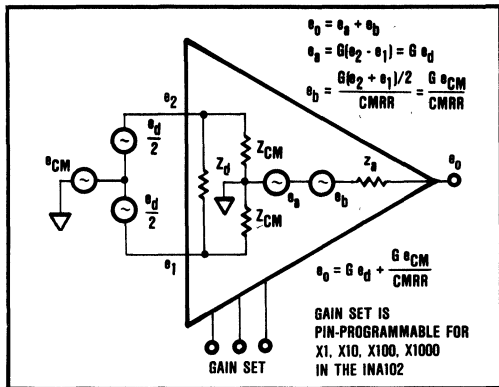 e₀ = eₐ + e_b
eₐ = G(e₂ - e₁) = G e_d
e_b = G(e₂ + e₁)/2 / CMRR = G e_CM / CMRR
e₂
e_d/2
Z_CM
e_CM
Z_d
zₐ
e₀
eₐ
e_b
e_d/2
Z_CM
e₁
e₀ = G e_d + G e_CM / CMRR
GAIN SET IS
PIN-PROGRAMMABLE FOR
X1, X10, X100, X1000
IN THE INA102
GAIN SET